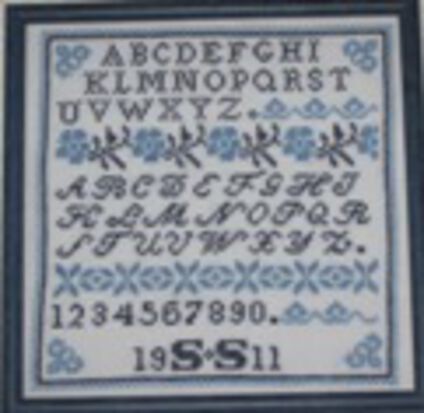 ABCDEFGHI
KLMNOPQRST
UVWXYZ.
ABCDEFGHI
KLMNOPQR
STUVWXYZ.
1234567890.
19 S·S 11